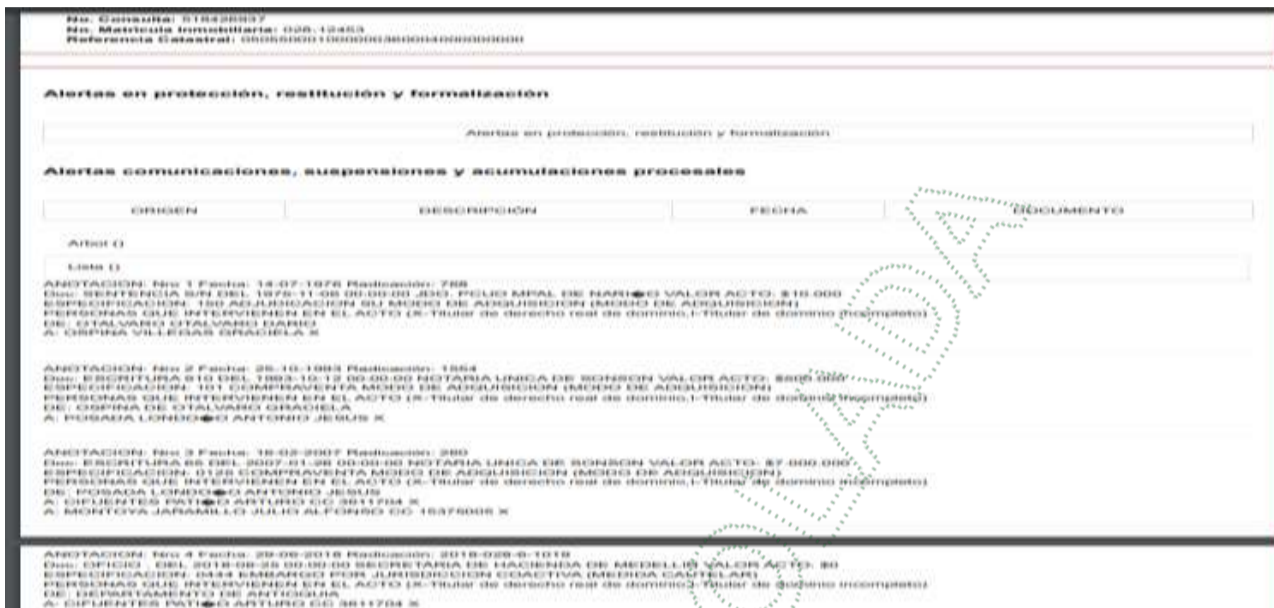 No. Consulta: 518428937
No. Matricula Inmobiliaria: 028-12453
Referencia Catastral:
Alertas en protección, restitución y formalización
Alertas en protección, restitución y formalización
Alertas comunicaciones, suspensiones y acumulaciones procesales
ORIGEN DESCRIPCIÓN FECHA DOCUMENTO
Arbol ()
Lista ()
ANOTACION: Nro 1 Fecha: 14-07-1976 Radicación: 788
Doc: SENTENCIA S/N DEL 1975-11-06 00:00:00 JDO. PCUO MPAL DE NARI�O VALOR ACTO: $10.000
ESPECIFICACION: 150 ADJUDICACION SU MODO DE ADQUISICION (MODO DE ADQUISICION)
PERSONAS QUE INTERVIENEN EN EL ACTO (X-Titular de derecho real de dominio,I-Titular de dominio incompleto)
DE: OTALVARO OTALVARO DARIO
A: OSPINA VILLEGAS GRACIELA X
ANOTACION: Nro 2 Fecha: 25-10-1993 Radicación: 1554
Doc: ESCRITURA 610 DEL 1993-10-12 00:00:00 NOTARIA UNICA DE SONSON VALOR ACTO: $600.000
ESPECIFICACION: 101 COMPRAVENTA MODO DE ADQUISICION (MODO DE ADQUISICION)
PERSONAS QUE INTERVIENEN EN EL ACTO (X-Titular de derecho real de dominio,I-Titular de dominio incompleto)
DE: OSPINA DE OTALVARO GRACIELA
A: POSADA LONDO�O ANTONIO JESUS X
ANOTACION: Nro 3 Fecha: 16-02-2007 Radicación: 280
Doc: ESCRITURA 65 DEL 2007-01-28 00:00:00 NOTARIA UNICA DE SONSON VALOR ACTO: $7.000.000
ESPECIFICACION: 0125 COMPRAVENTA MODO DE ADQUISICION (MODO DE ADQUISICION)
PERSONAS QUE INTERVIENEN EN EL ACTO (X-Titular de derecho real de dominio,I-Titular de dominio incompleto)
DE: POSADA LONDO�O ANTONIO JESUS
A: CIFUENTES PATI�O ARTURO CC 3611704 X
A: MONTOYA JARAMILLO JULIO ALFONSO CC 15376005 X
ANOTACION: Nro 4 Fecha: 29-08-2018 Radicación: 2018-028-6-1018
Doc: OFICIO . DEL 2018-08-25 00:00:00 SECRETARIA DE HACIENDA DE MEDELLIN VALOR ACTO: $0
ESPECIFICACION: 0444 EMBARGO POR JURISDICCION COACTIVA (MEDIDA CAUTELAR)
PERSONAS QUE INTERVIENEN EN EL ACTO (X-Titular de derecho real de dominio,I-Titular de dominio incompleto)
DE: DEPARTAMENTO DE ANTIOQUIA
A: CIFUENTES PATI�O ARTURO CC 3611704 X